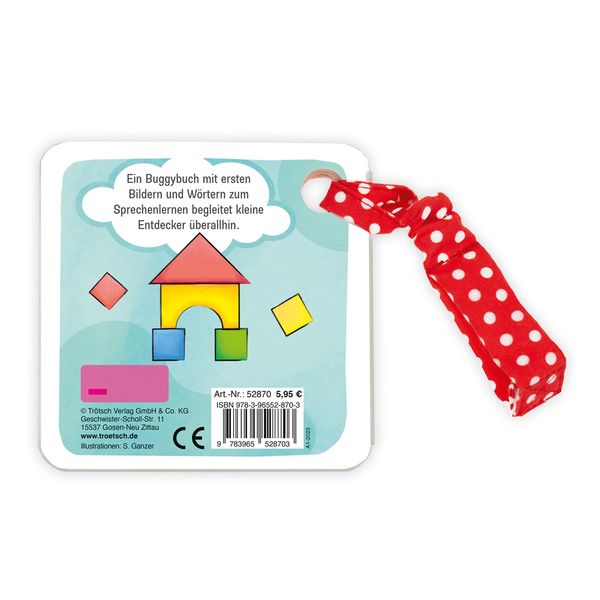 Ein Buggybuch mit ersten
Bildern und Wörtern zum
Sprechenlernen begleitet kleine
Entdecker überallhin.
Art.-Nr.: 52870 5,95 €
ISBN 978-3-96552-870-3
9 783965 528703
A1-2023
© Trötsch Verlag GmbH & Co. KG
Geschwister-Scholl-Str. 11
15537 Gosen-Neu Zittau
www.troetsch.de
Illustrationen: S. Ganzer
CE